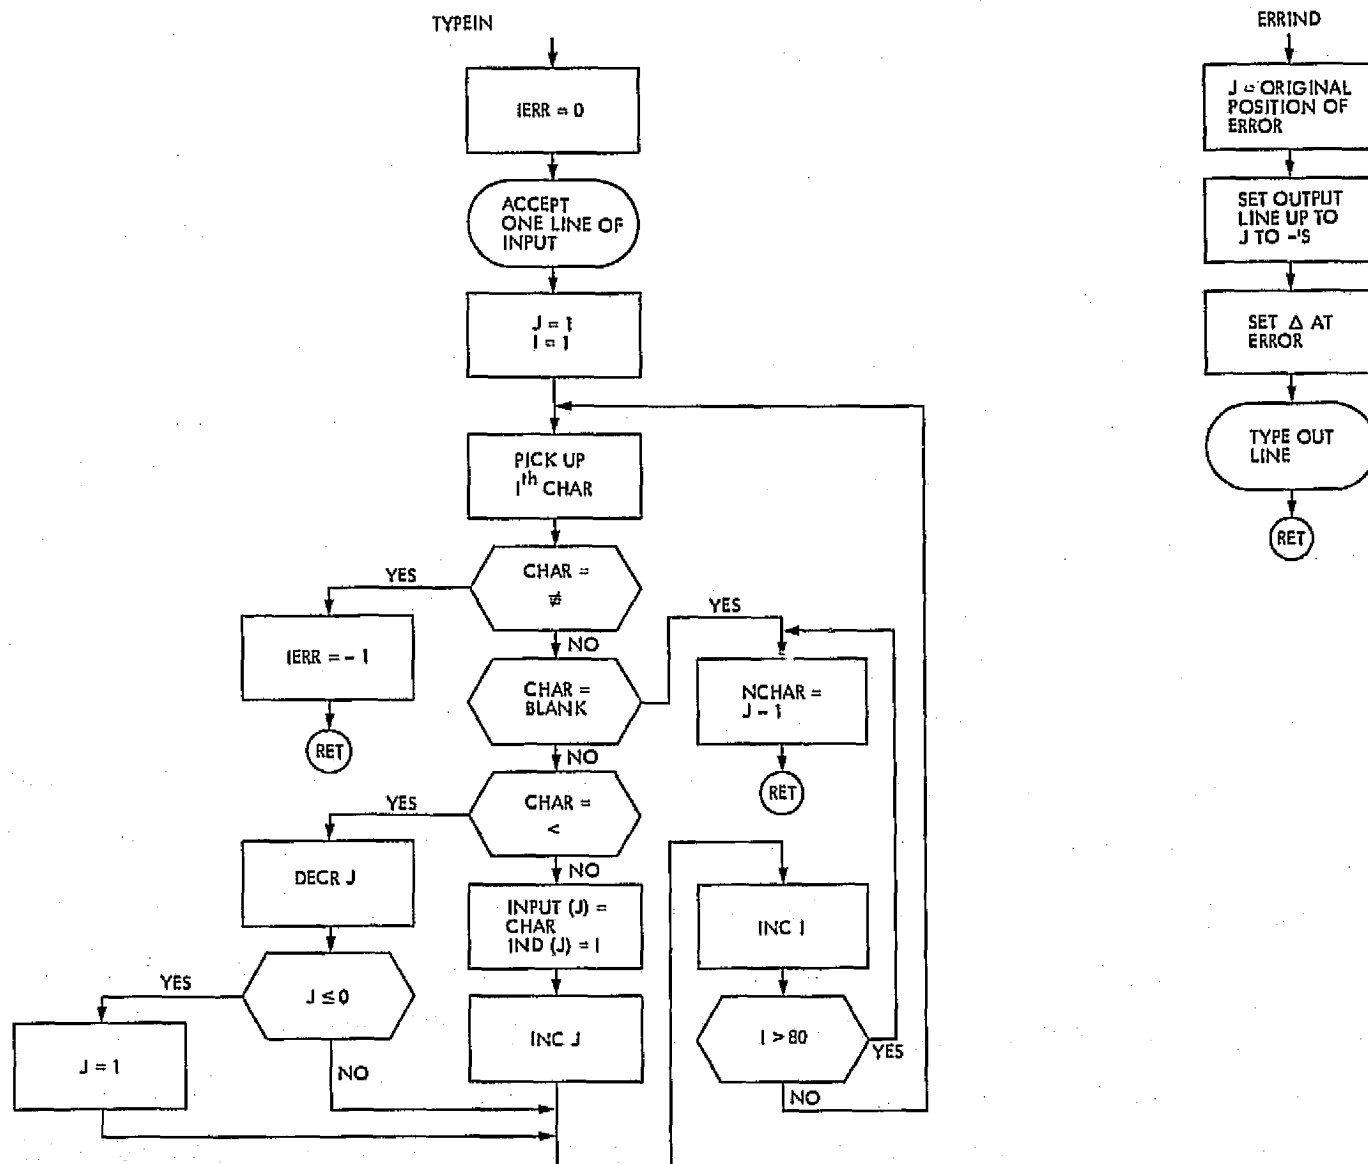 TYPEIN
IERR = 0
ACCEPT
ONE LINE OF
INPUT
J = 1
I = 1
PICK UP
Ith CHAR
CHAR =
≢
YES
NO
IERR = - 1
RET
CHAR =
BLANK
YES
NO
NCHAR =
J - 1
RET
CHAR =
<
YES
NO
DECR J
J ≤ 0
YES
NO
J = 1
INPUT (J) =
CHAR
IND (J) = I
INC J
INC I
I > 80
YES
NO
ERRIND
J = ORIGINAL
POSITION OF
ERROR
SET OUTPUT
LINE UP TO
J TO -'S
SET Δ AT
ERROR
TYPE OUT
LINE
RET